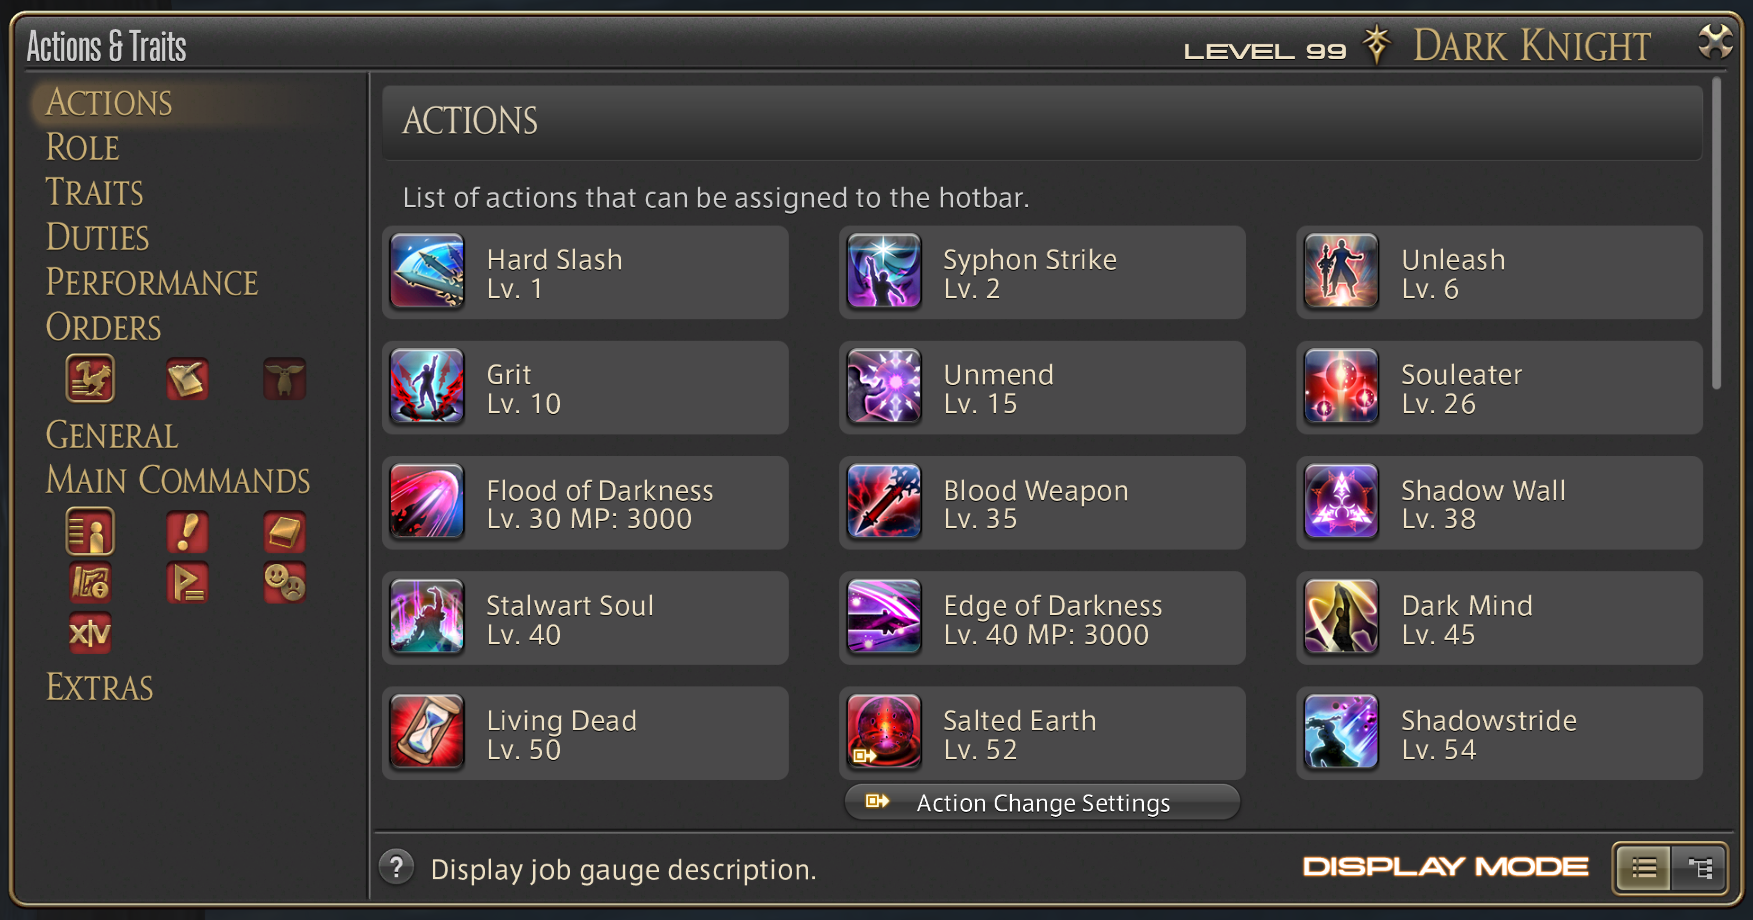 Actions & Traits
LEVEL 99 DARK KNIGHT
ACTIONS
ROLE
TRAITS
DUTIES
PERFORMANCE
ORDERS
GENERAL
MAIN COMMANDS
XIV
EXTRAS
ACTIONS
List of actions that can be assigned to the hotbar.
Hard Slash
Lv. 1
Syphon Strike
Lv. 2
Unleash
Lv. 6
Grit
Lv. 10
Unmend
Lv. 15
Souleater
Lv. 26
Flood of Darkness
Lv. 30 MP: 3000
Blood Weapon
Lv. 35
Shadow Wall
Lv. 38
Stalwart Soul
Lv. 40
Edge of Darkness
Lv. 40 MP: 3000
Dark Mind
Lv. 45
Living Dead
Lv. 50
Salted Earth
Lv. 52
Shadowstride
Lv. 54
Action Change Settings
? Display job gauge description.
DISPLAY MODE